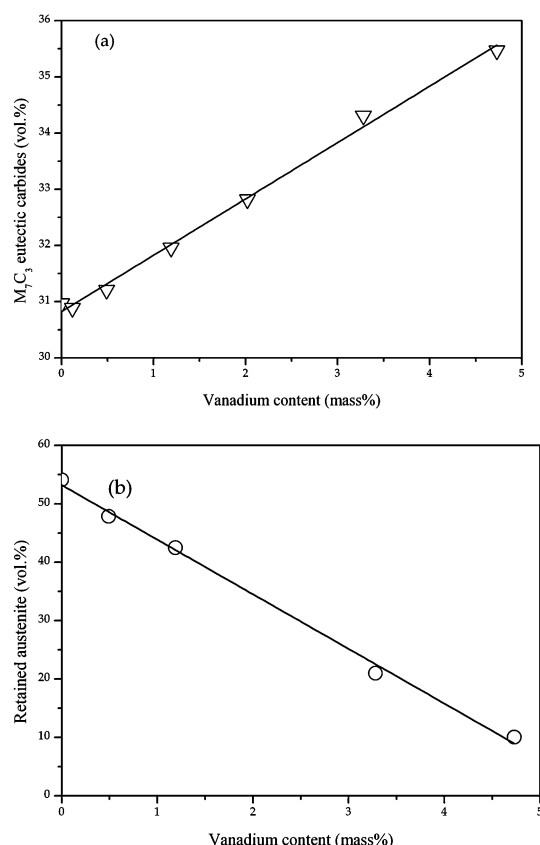 (a)
36
35
34
33
32
31
30
M7C3 eutectic carbides (vol.%)
0 1 2 3 4 5
Vanadium content (mass%)
(b)
60
50
40
30
20
10
0
Retained austenite (vol.%)
0 1 2 3 4 5
Vanadium content (mass%)